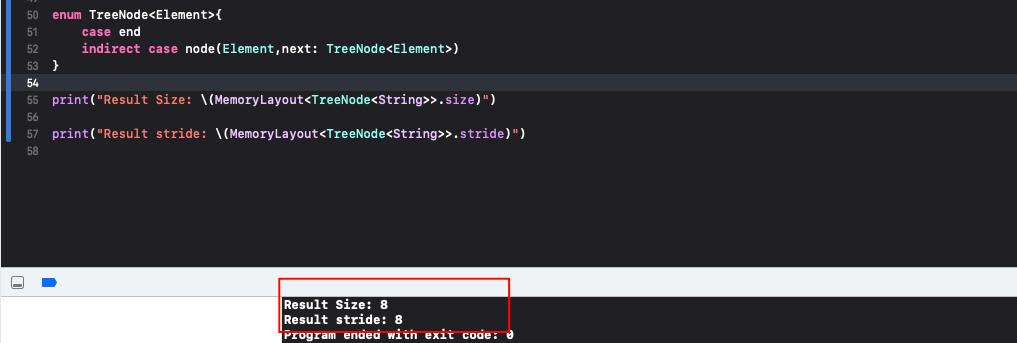 50 enum TreeNode<Element>{
51     case end
52     indirect case node(Element,next: TreeNode<Element>)
53 }
54
55 print("Result Size: \(MemoryLayout<TreeNode<String>>.size)")
56
57 print("Result stride: \(MemoryLayout<TreeNode<String>>.stride)")
58
Result Size: 8
Result stride: 8
Program ended with exit code: 0